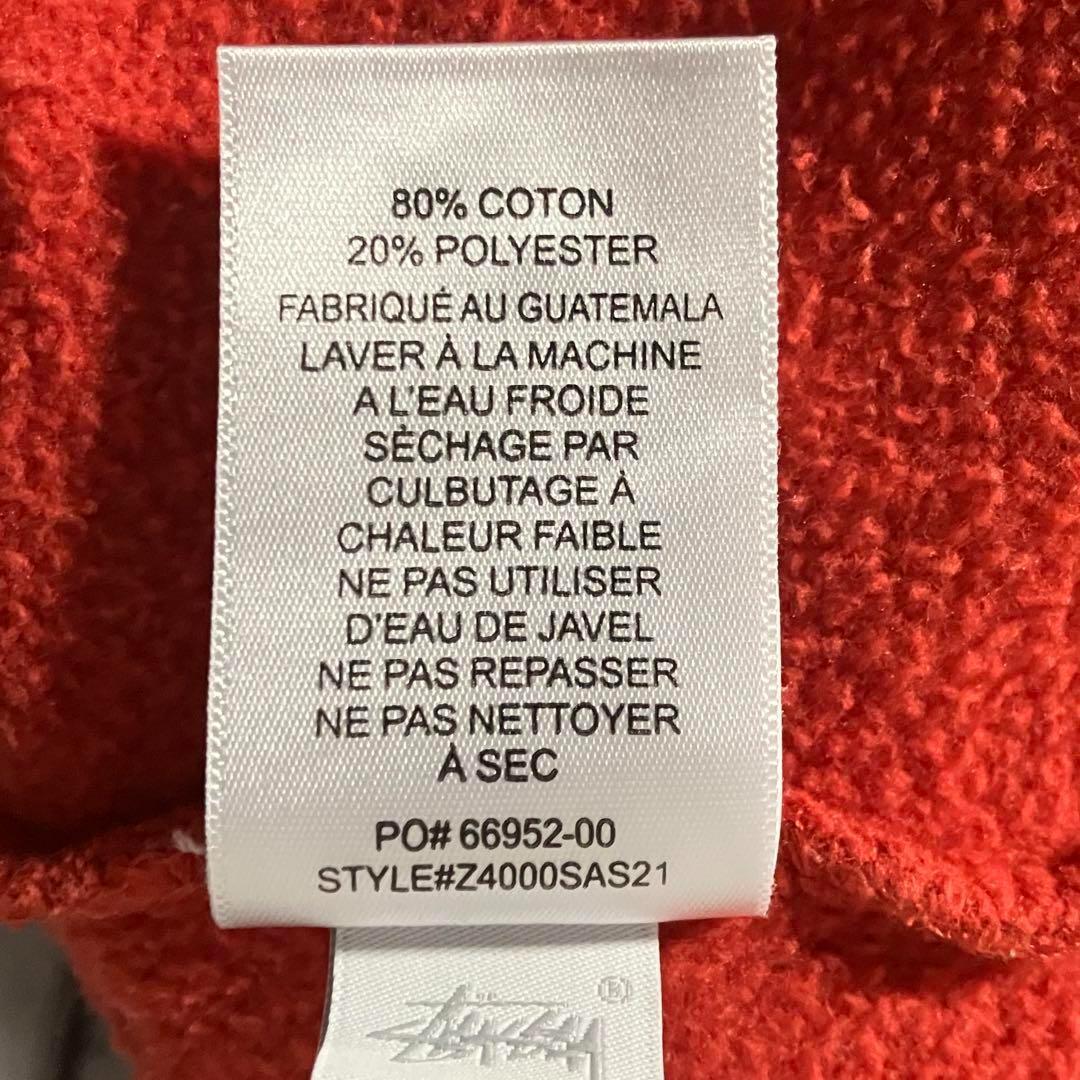 80% COTON
20% POLYESTER
FABRIQUÉ AU GUATEMALA
LAVER À LA MACHINE
A L'EAU FROIDE
SÈCHAGE PAR
CULBUTAGE À
CHALEUR FAIBLE
NE PAS UTILISER
D'EAU DE JAVEL
NE PAS REPASSER
NE PAS NETTOYER
À SEC
PO# 66952-00
STYLE#Z4000SAS21
Stüssy ®